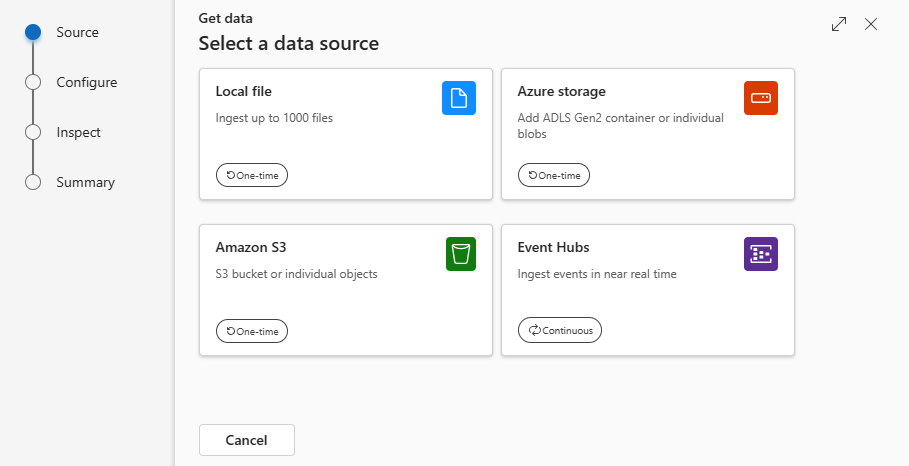 Source
Configure
Inspect
Summary
Get data
Select a data source
Local file
Ingest up to 1000 files
One-time
Azure storage
Add ADLS Gen2 container or individual
blobs
One-time
Amazon S3
S3 bucket or individual objects
One-time
Event Hubs
Ingest events in near real time
Continuous
Cancel